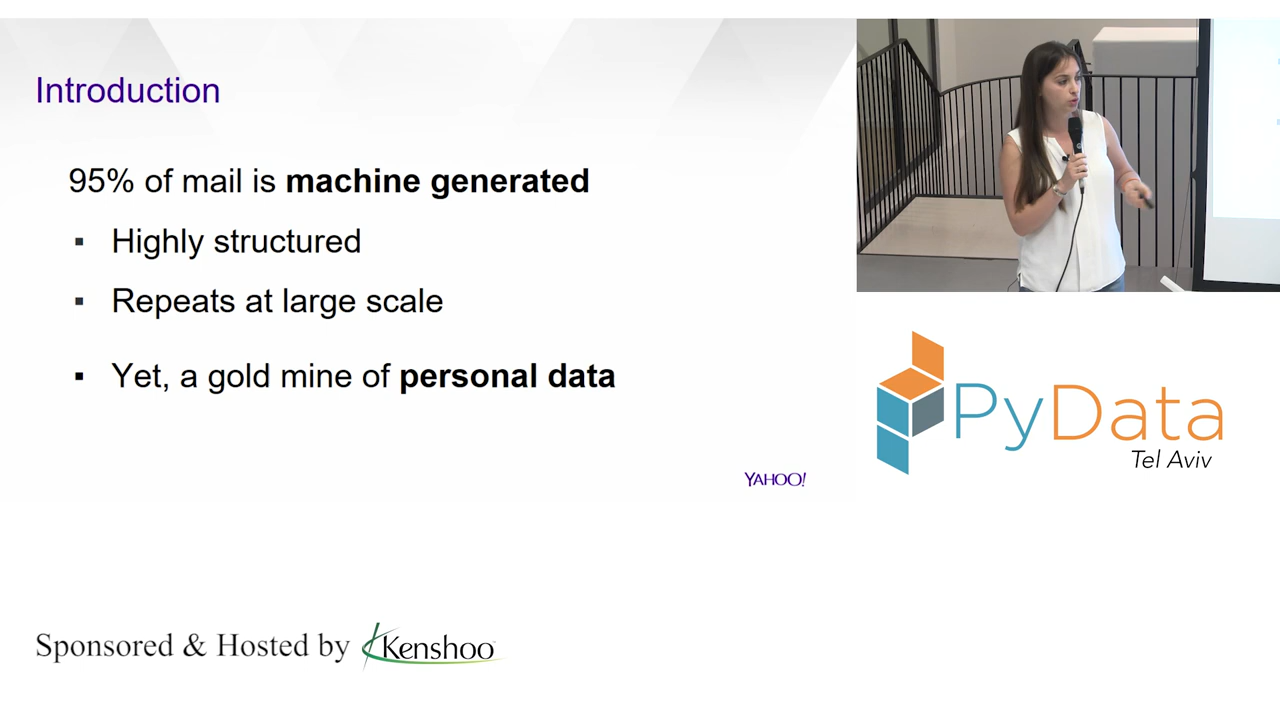 Introduction
95% of mail is machine generated
▪ Highly structured
▪ Repeats at large scale
▪ Yet, a gold mine of personal data
YAHOO!
PyData
Tel Aviv
Sponsored & Hosted by Kenshoo